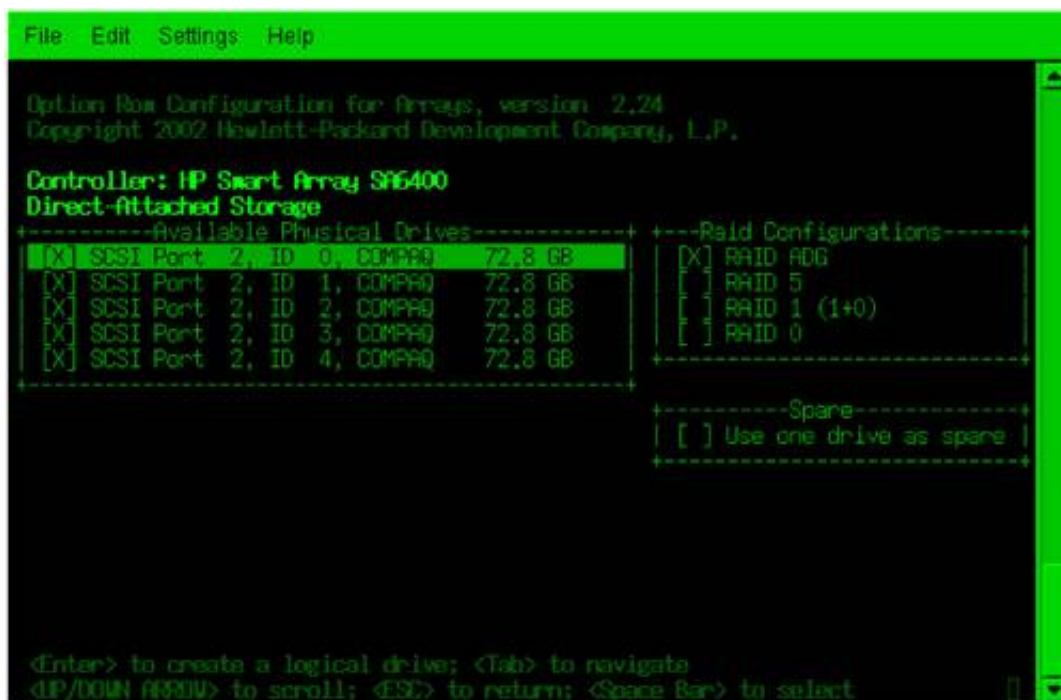 File Edit Settings Help
Option Rom Configuration for Arrays, version 2.24
Copyright 2002 Hewlett-Packard Development Company, L.P.
Controller: HP Smart Array SA6400
Direct-Attached Storage
Available Physical Drives
[X] SCSI Port 2, ID 0, COMPAQ 72.8 GB
[X] SCSI Port 2, ID 1, COMPAQ 72.8 GB
[X] SCSI Port 2, ID 2, COMPAQ 72.8 GB
[X] SCSI Port 2, ID 3, COMPAQ 72.8 GB
[X] SCSI Port 2, ID 4, COMPAQ 72.8 GB
Raid Configurations
[X] RAID ADG
[ ] RAID 5
[ ] RAID 1 (1+0)
[ ] RAID 0
Spare
[ ] Use one drive as spare
<Enter> to create a logical drive; <Tab> to navigate
<UP/DOWN ARROW> to scroll; <ESC> to return; <Space Bar> to select